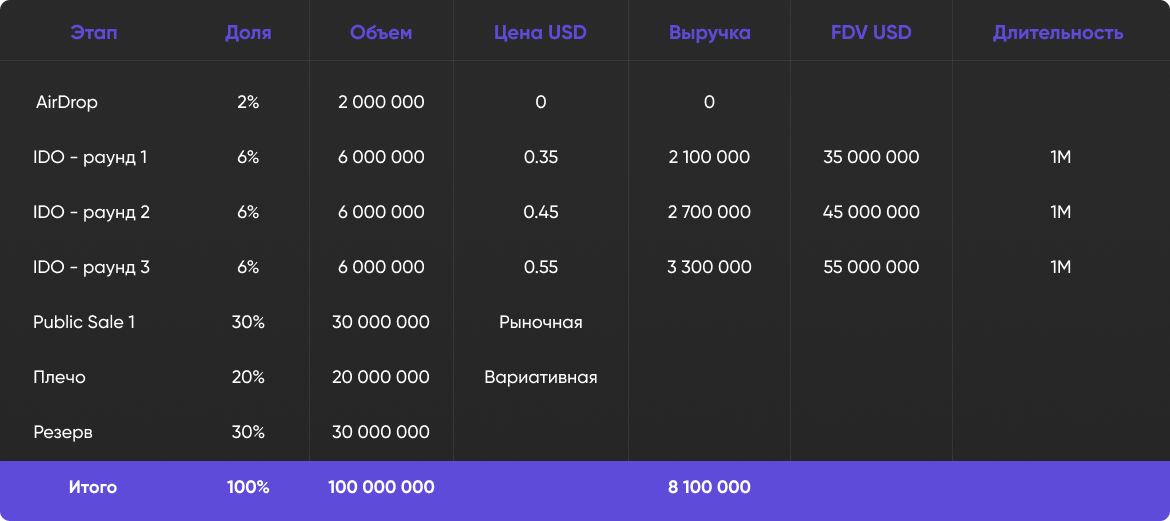 Этап Доля Объем Цена USD Выручка FDV USD Длительность
AirDrop 2% 2 000 000 0 0
IDO - раунд 1 6% 6 000 000 0.35 2 100 000 35 000 000 1M
IDO - раунд 2 6% 6 000 000 0.45 2 700 000 45 000 000 1M
IDO - раунд 3 6% 6 000 000 0.55 3 300 000 55 000 000 1M
Public Sale 1 30% 30 000 000 Рыночная
Плечо 20% 20 000 000 Вариативная
Резерв 30% 30 000 000
Итого 100% 100 000 000 8 100 000